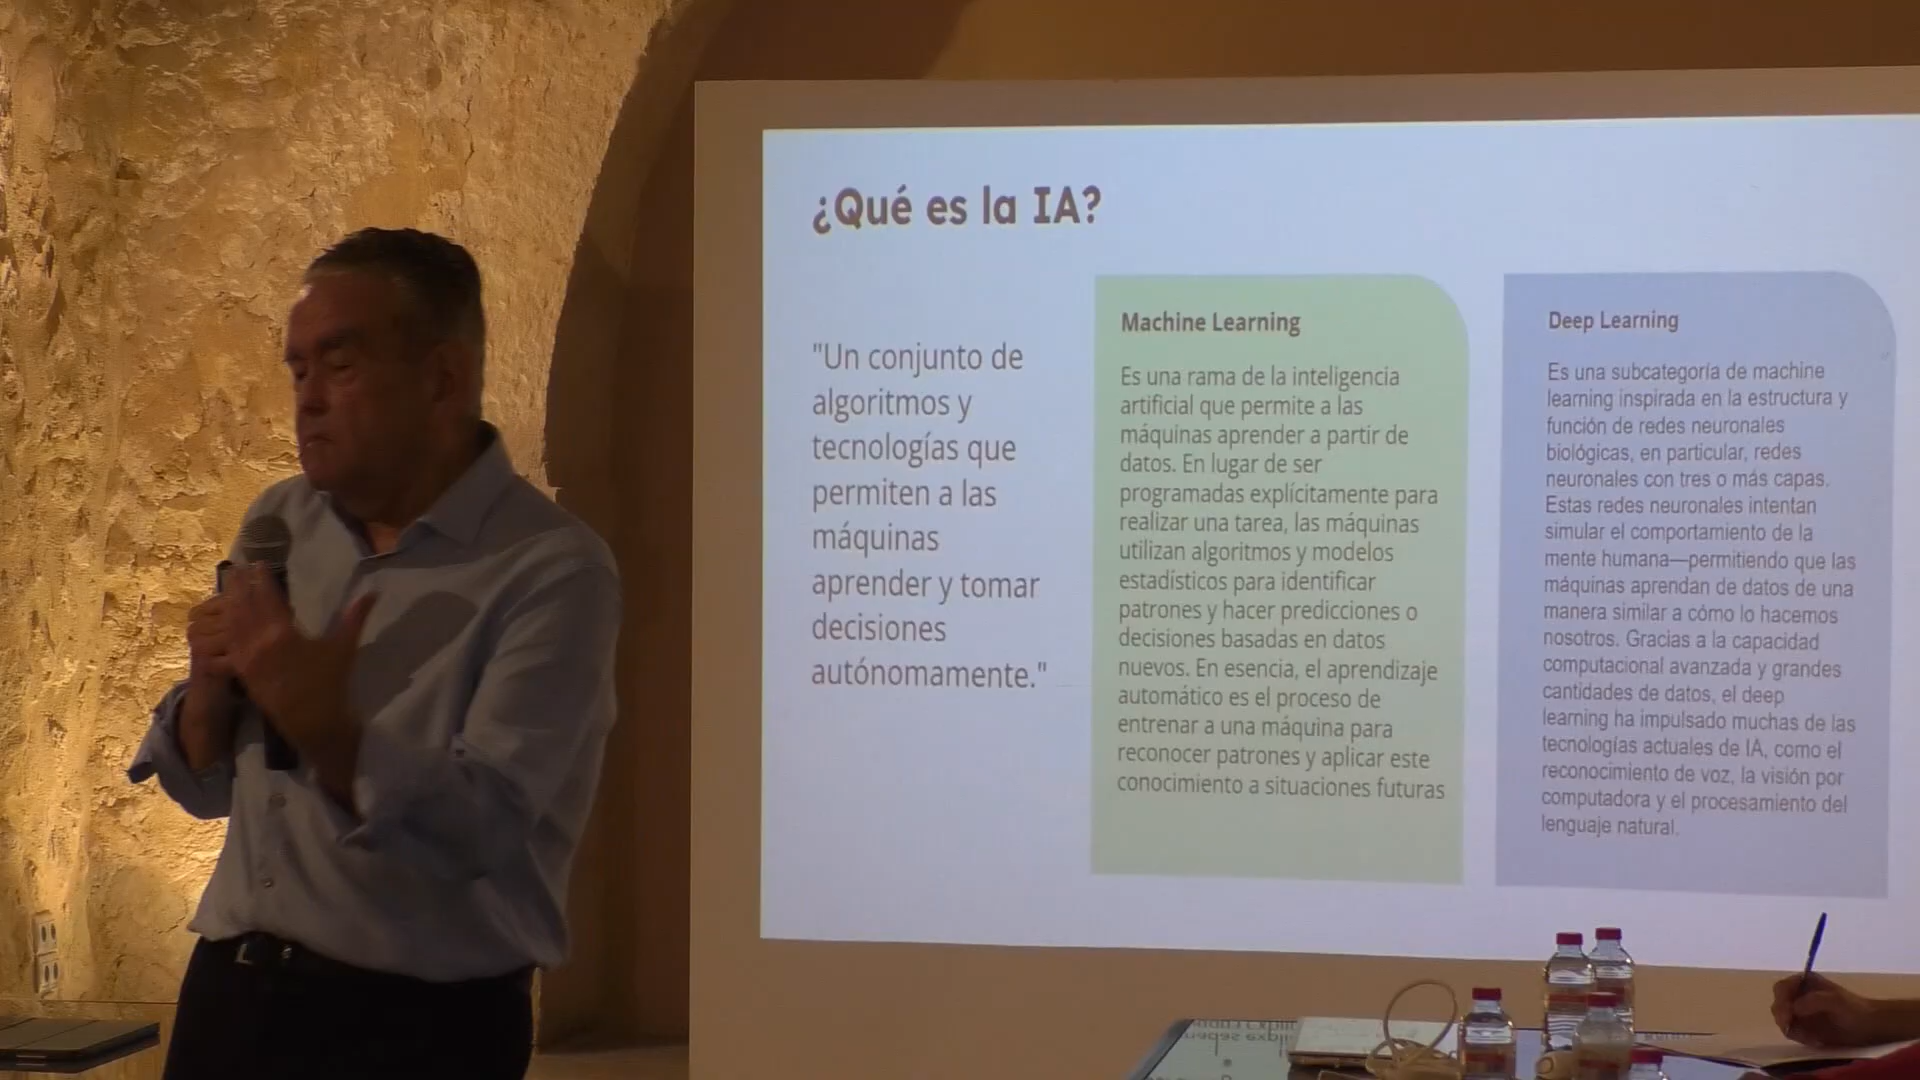 ¿Qué es la IA?
"Un conjunto de
algoritmos y
tecnologías que
permiten a las
máquinas
aprender y tomar
decisiones
autónomamente."
Machine Learning
Es una rama de la inteligencia
artificial que permite a las
máquinas aprender a partir de
datos. En lugar de ser
programadas explícitamente para
realizar una tarea, las máquinas
utilizan algoritmos y modelos
estadísticos para identificar
patrones y hacer predicciones o
decisiones basadas en datos
nuevos. En esencia, el aprendizaje
automático es el proceso de
entrenar a una máquina para
reconocer patrones y aplicar este
conocimiento a situaciones futuras
Deep Learning
Es una subcategoría de machine
learning inspirada en la estructura y
función de redes neuronales
biológicas, en particular, redes
neuronales con tres o más capas.
Estas redes neuronales intentan
simular el comportamiento de la
mente humana—permitiendo que las
máquinas aprendan de datos de una
manera similar a cómo lo hacemos
nosotros. Gracias a la capacidad
computacional avanzada y grandes
cantidades de datos, el deep
learning ha impulsado muchas de las
tecnologías actuales de IA, como el
reconocimiento de voz, la visión por
computadora y el procesamiento del
lenguaje natural.